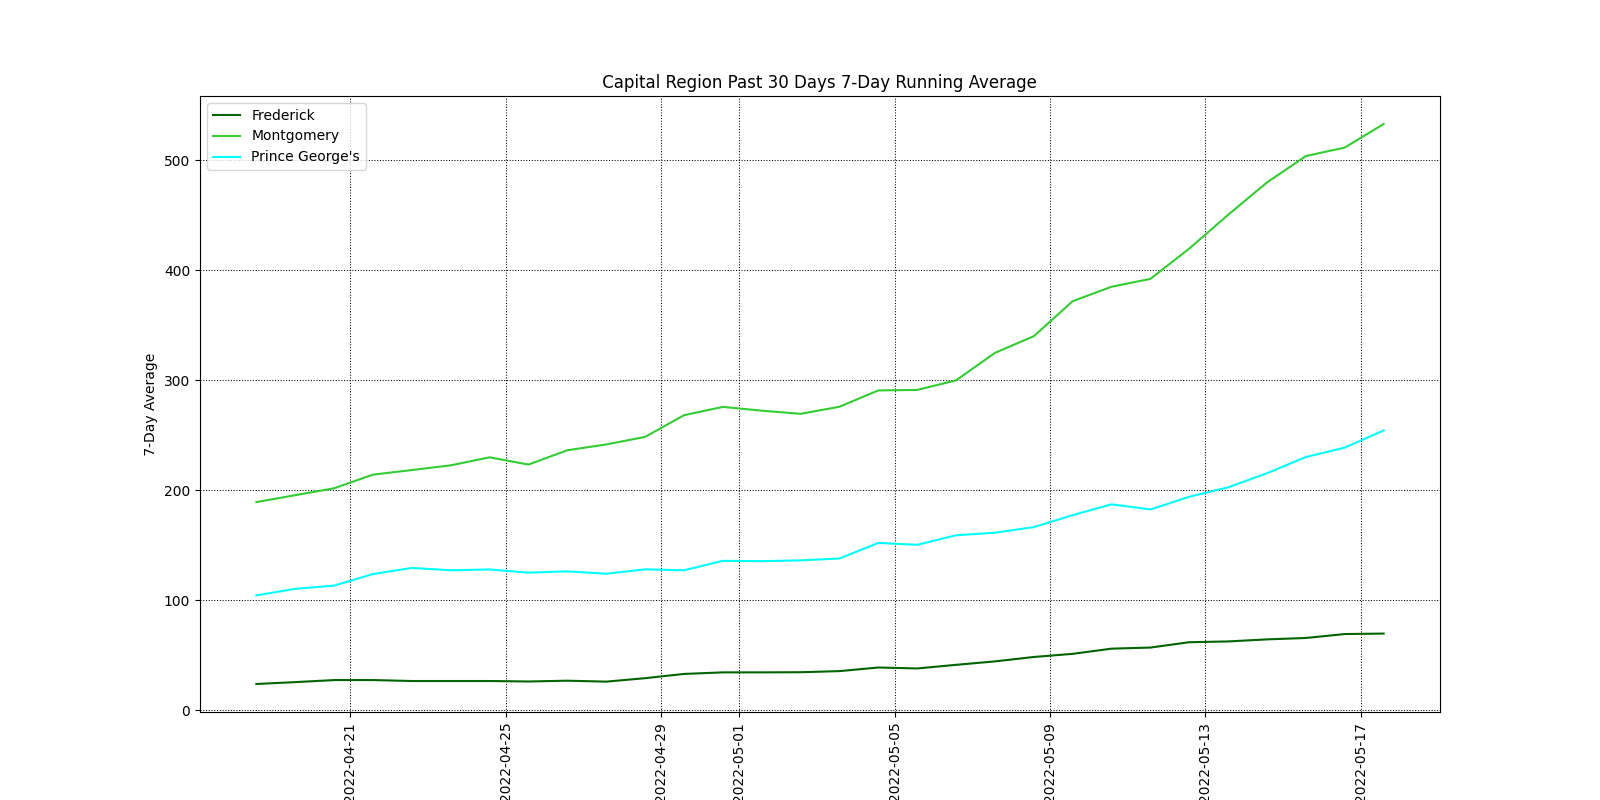 Capital Region Past 30 Days 7-Day Running Average
Frederick
Montgomery
Prince George's
7-Day Average
500
400
300
200
100
0
2022-04-21
2022-04-25
2022-04-29
2022-05-01
2022-05-05
2022-05-09
2022-05-13
2022-05-17